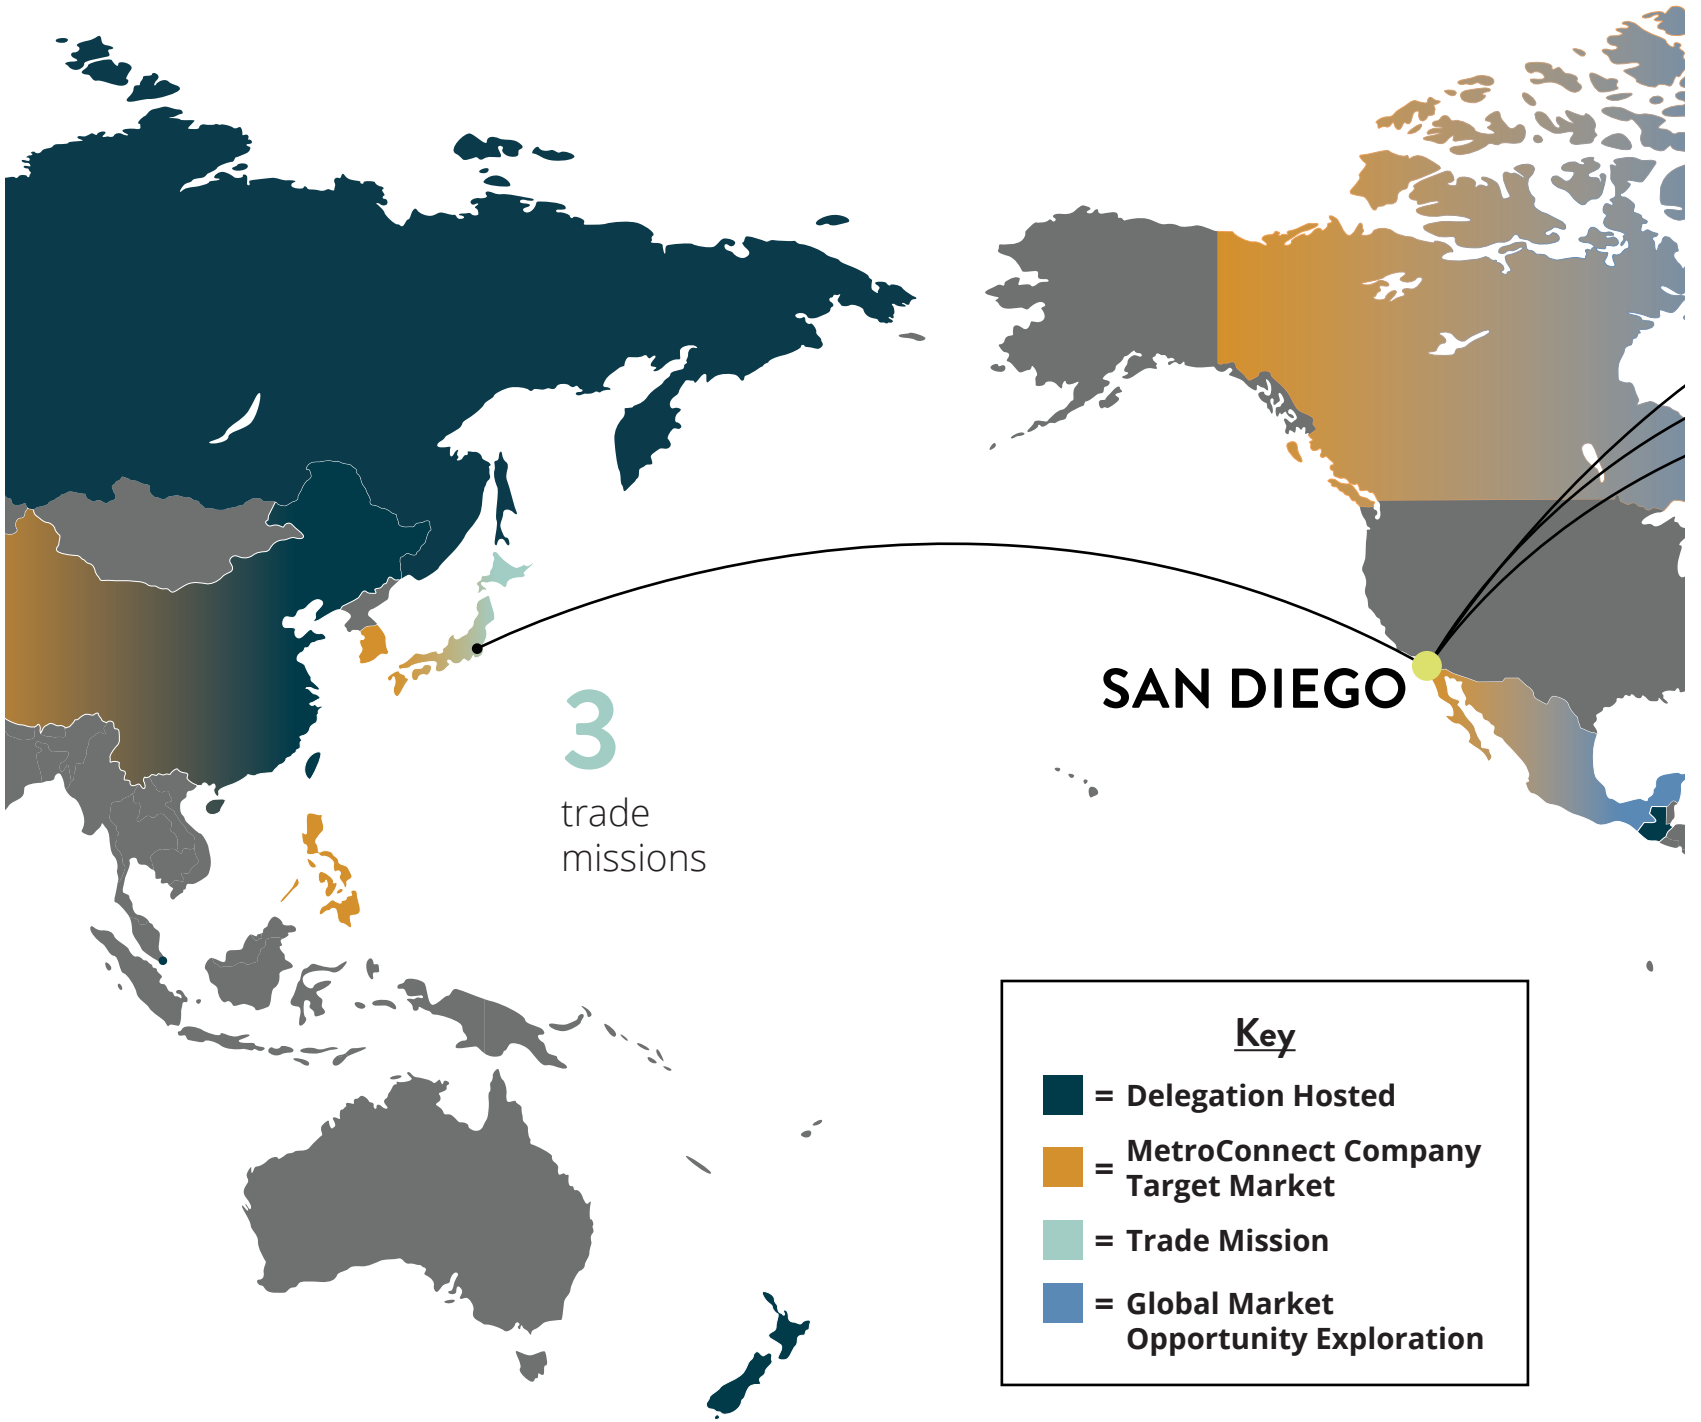 SAN DIEGO
3
trade
missions
Key
= Delegation Hosted
= MetroConnect Company
Target Market
= Trade Mission
= Global Market
Opportunity Exploration